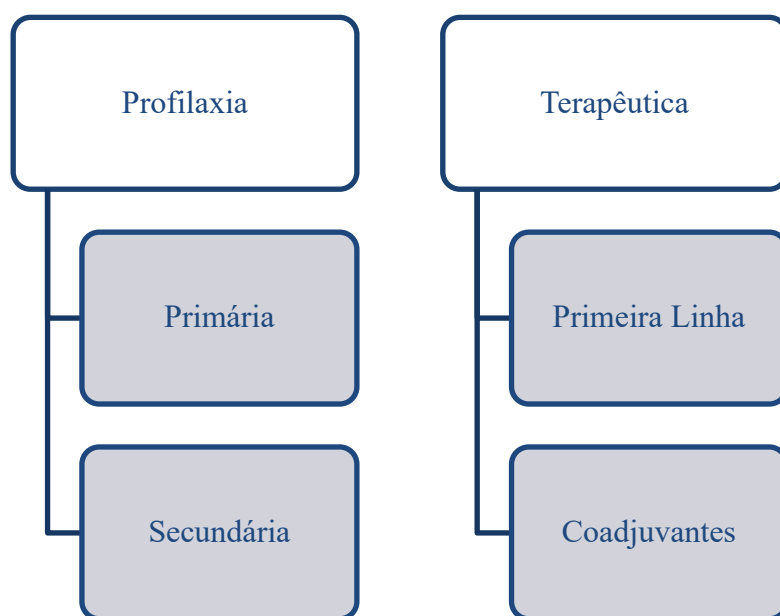 Profilaxia
Primária
Secundária
Terapêutica
Primeira Linha
Coadjuvantes